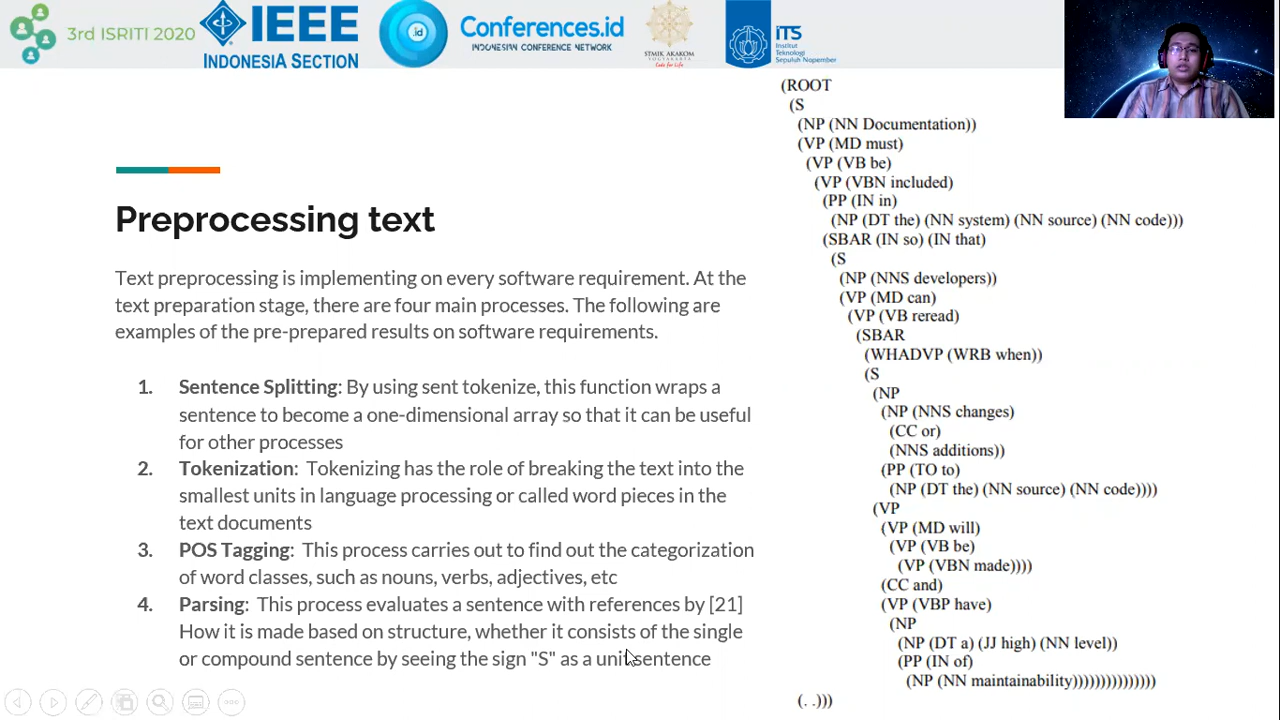 3rd ISRITI 2020
IEEE
INDONESIA SECTION
.id
Conferences.id
INDONESIAN CONFERENCE NETWORK
STMIK AKAKOM
YOGYAKARTA
Code for Life
iTS
Institut
Teknologi
Sepuluh Nopember
Preprocessing text
Text preprocessing is implementing on every software requirement. At the
text preparation stage, there are four main processes. The following are
examples of the pre-prepared results on software requirements.
1. Sentence Splitting: By using sent tokenize, this function wraps a
sentence to become a one-dimensional array so that it can be useful
for other processes
2. Tokenization: Tokenizing has the role of breaking the text into the
smallest units in language processing or called word pieces in the
text documents
3. POS Tagging: This process carries out to find out the categorization
of word classes, such as nouns, verbs, adjectives, etc
4. Parsing: This process evaluates a sentence with references by [21]
How it is made based on structure, whether it consists of the single
or compound sentence by seeing the sign "S" as a unit sentence
(ROOT
(S
(NP (NN Documentation))
(VP (MD must)
(VP (VB be)
(VP (VBN included)
(PP (IN in)
(NP (DT the) (NN system) (NN source) (NN code)))
(SBAR (IN so) (IN that)
(S
(NP (NNS developers))
(VP (MD can)
(VP (VB reread)
(SBAR
(WHADVP (WRB when))
(S
(NP
(NP (NNS changes)
(CC or)
(NNS additions))
(PP (TO to)
(NP (DT the) (NN source) (NN code))))
(VP
(VP (MD will)
(VP (VB be)
(VP (VBN made))))
(CC and)
(VP (VBP have)
(NP
(NP (DT a) (JJ high) (NN level))
(PP (IN of)
(NP (NN maintainability)))))))))))))))
(. .)))